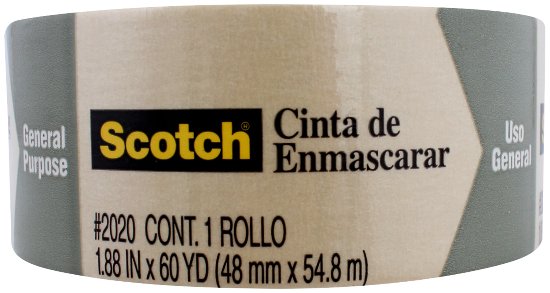 General
Purpose
Scotch®
Cinta de
Enmascarar
Uso
General
#2020 CONT. 1 ROLLO
1.88 IN x 60 YD (48 mm x 54.8 m)